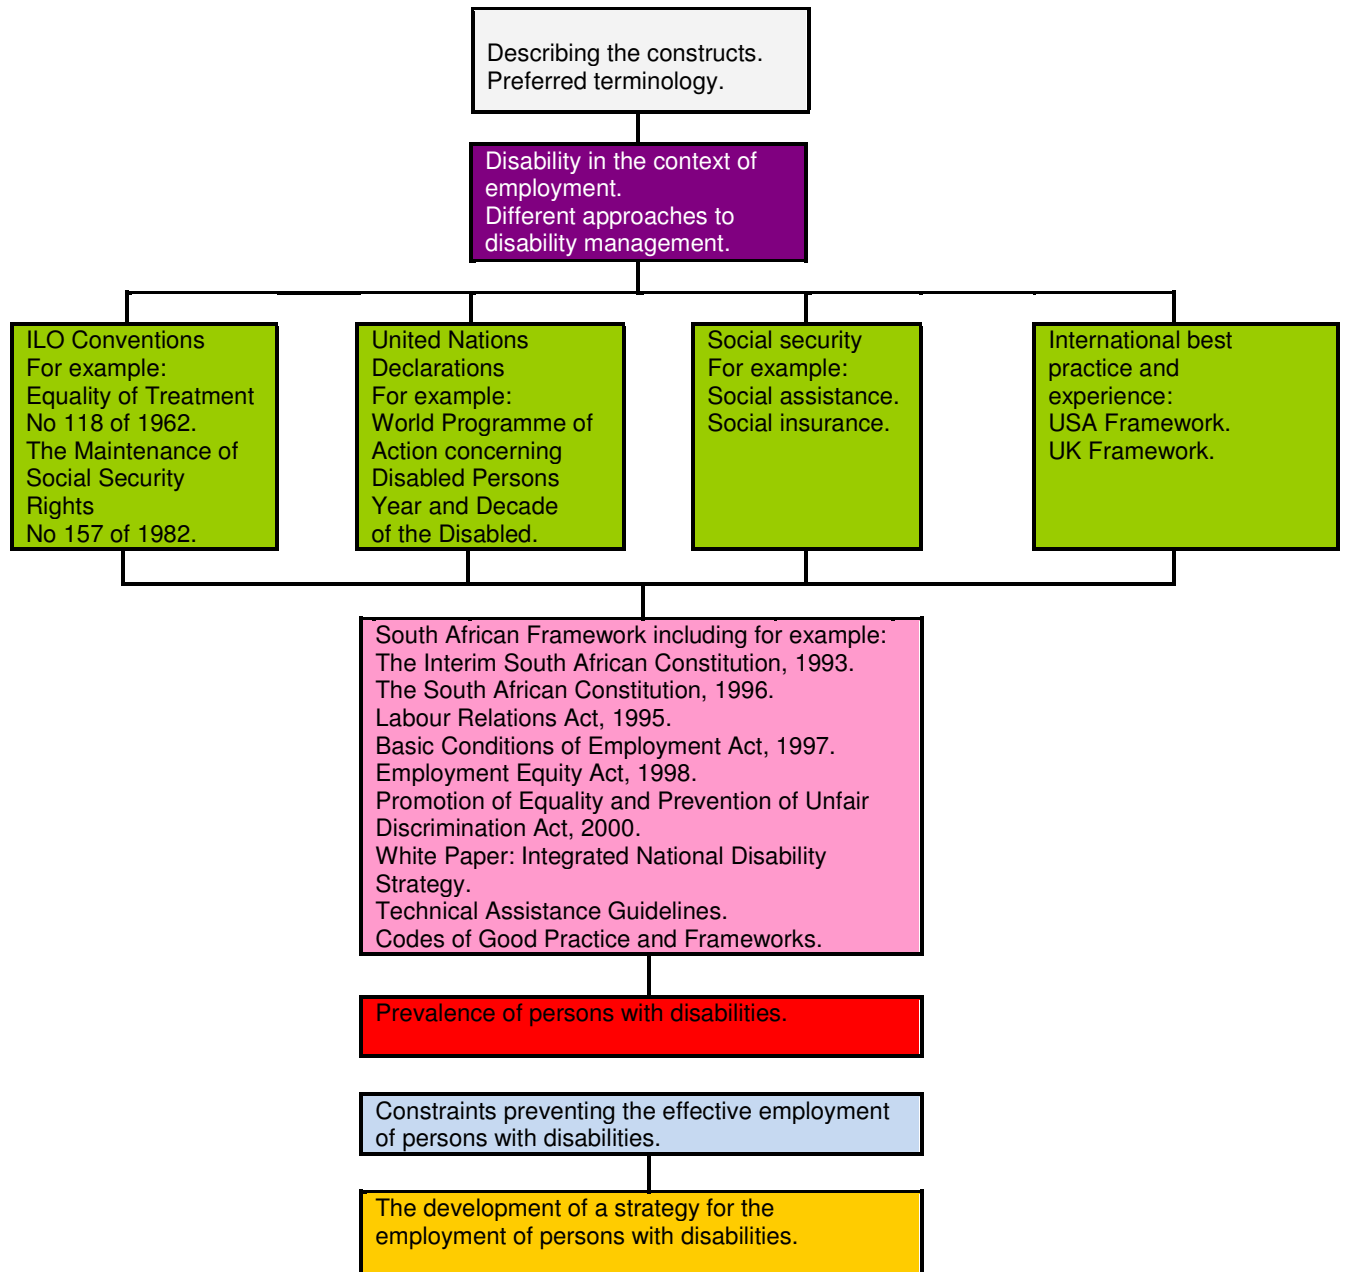 Describing the constructs.
Preferred terminology.
Disability in the context of
employment.
Different approaches to
disability management.
ILO Conventions
For example:
Equality of Treatment
No 118 of 1962.
The Maintenance of
Social Security
Rights
No 157 of 1982.
United Nations
Declarations
For example:
World Programme of
Action concerning
Disabled Persons
Year and Decade
of the Disabled.
Social security
For example:
Social assistance.
Social insurance.
International best
practice and
experience:
USA Framework.
UK Framework.
South African Framework including for example:
The Interim South African Constitution, 1993.
The South African Constitution, 1996.
Labour Relations Act, 1995.
Basic Conditions of Employment Act, 1997.
Employment Equity Act, 1998.
Promotion of Equality and Prevention of Unfair
Discrimination Act, 2000.
White Paper: Integrated National Disability
Strategy.
Technical Assistance Guidelines.
Codes of Good Practice and Frameworks.
Prevalence of persons with disabilities.
Constraints preventing the effective employment
of persons with disabilities.
The development of a strategy for the
employment of persons with disabilities.